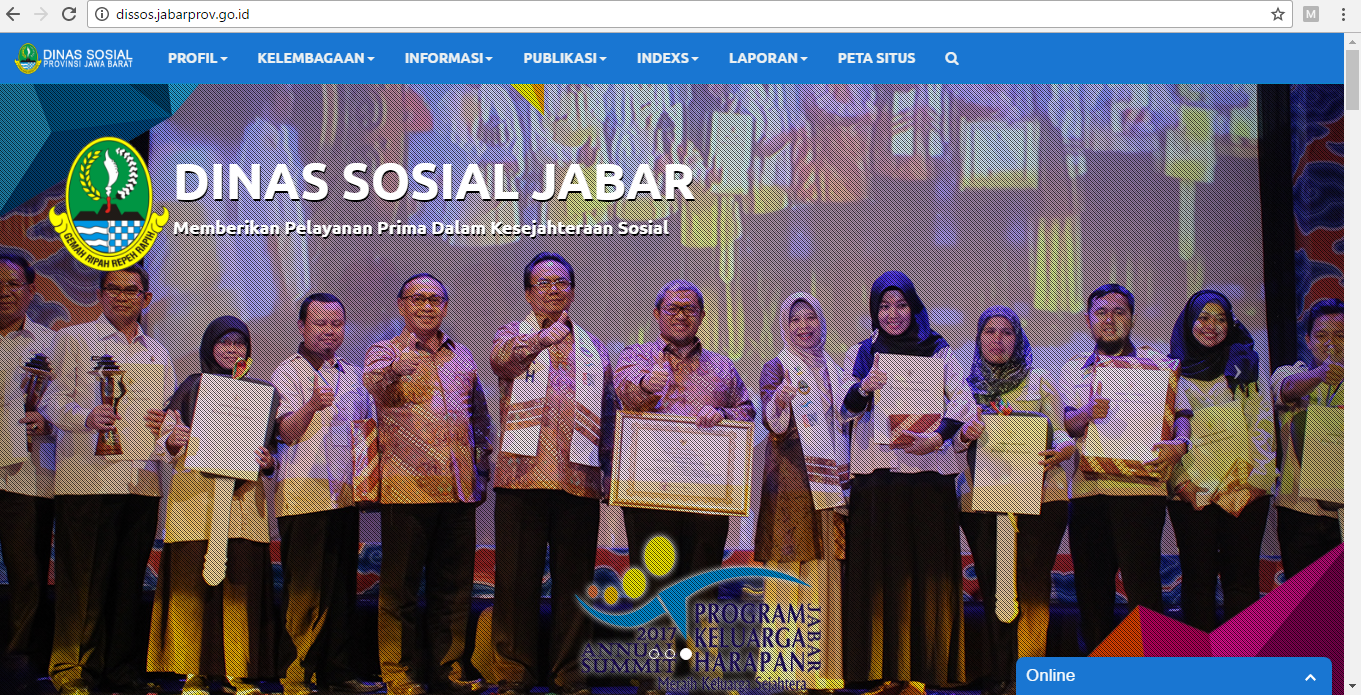 dissos.jabarprov.go.id
M
DINAS SOSIAL
PROVINSI JAWA BARAT
PROFIL
KELEMBAGAAN
INFORMASI
PUBLIKASI
INDEXS
LAPORAN
PETA SITUS
DINAS SOSIAL JABAR
Memberikan Pelayanan Prima Dalam Kesejahteraan Sosial
GEMAH RIPAH REPEH RAPIH
H
2017
ANNU
SUMMIT
PROGRAM
KELUARGA
HARAPAN
JABAR
Meraih Keluarga Sejahtera
Online